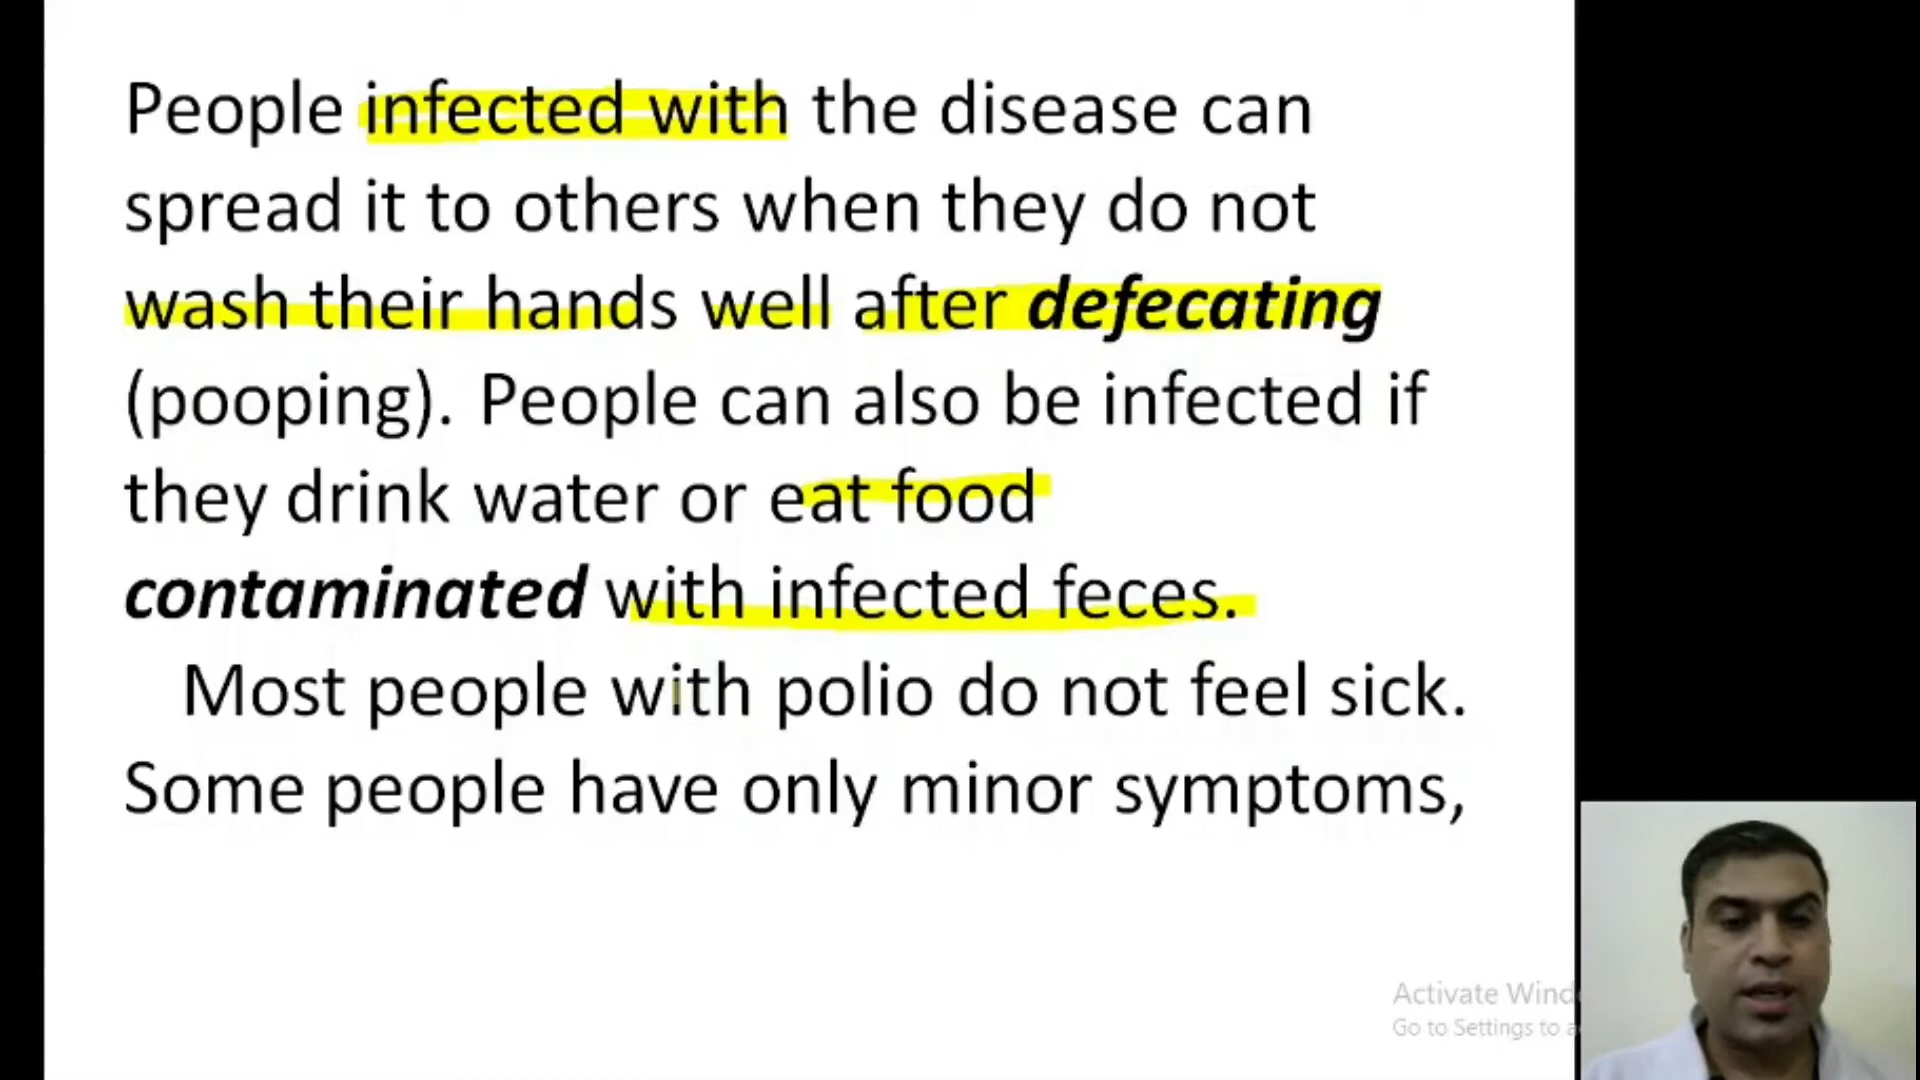 People infected with the disease can
spread it to others when they do not
wash their hands well after defecating
(pooping). People can also be infected if
they drink water or eat food
contaminated with infected feces.
Most people with polio do not feel sick.
Some people have only minor symptoms,
Activate Wind
Go to Settings to a